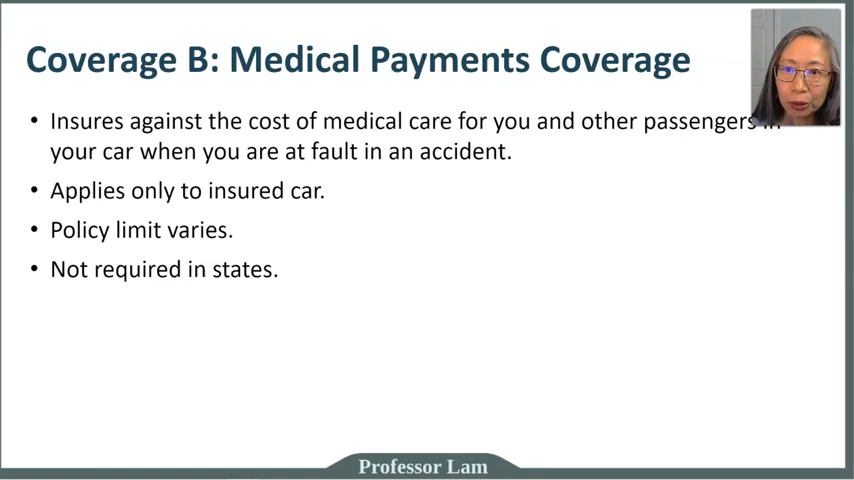 Coverage B: Medical Payments Coverage
• Insures against the cost of medical care for you and other passengers in
your car when you are at fault in an accident.
• Applies only to insured car.
• Policy limit varies.
• Not required in states.
Professor Lam